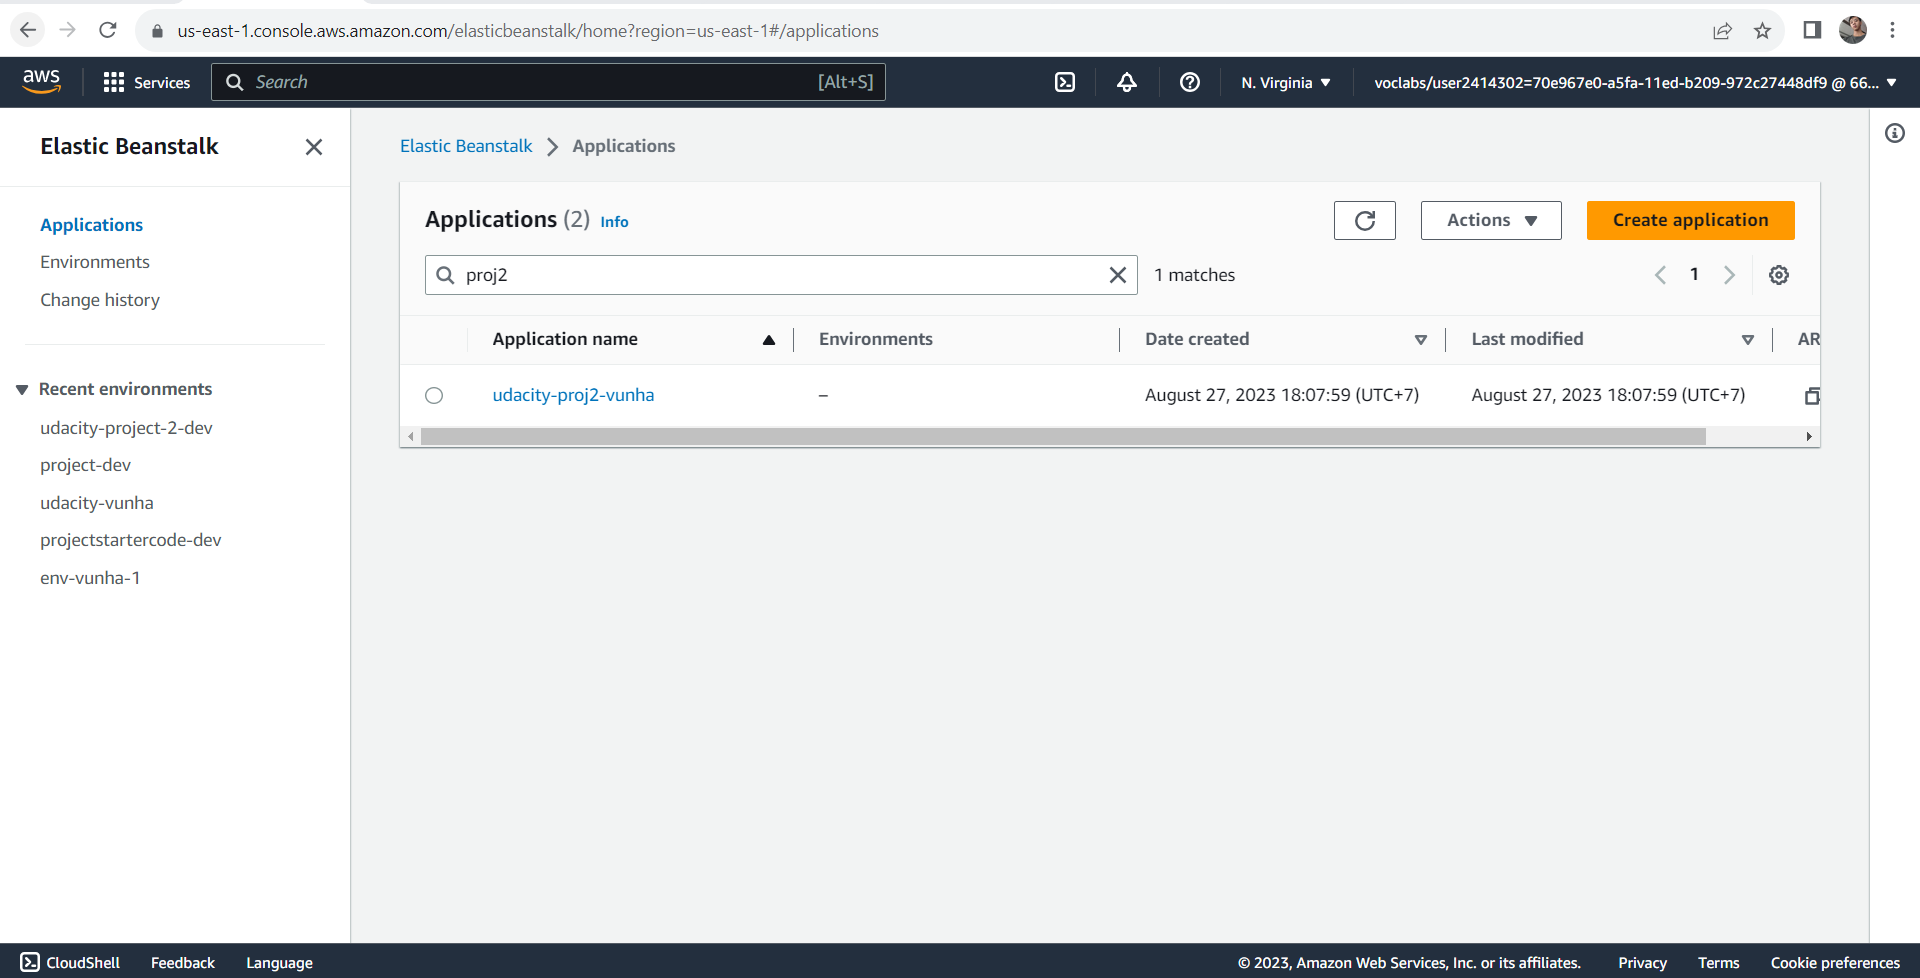 us-east-1.console.aws.amazon.com/elasticbeanstalk/home?region=us-east-1#/applications
aws Services Search [Alt+S] N. Virginia voclabs/user2414302=70e967e0-a5fa-11ed-b209-972c27448df9 @ 66...
Elastic Beanstalk
Applications
Environments
Change history
Recent environments
udacity-project-2-dev
project-dev
udacity-vunha
projectstartercode-dev
env-vunha-1
Elastic Beanstalk Applications
Applications (2) Info Actions Create application
proj2 1 matches 1
Application name Environments Date created Last modified AR
udacity-proj2-vunha – August 27, 2023 18:07:59 (UTC+7) August 27, 2023 18:07:59 (UTC+7)
CloudShell Feedback Language © 2023, Amazon Web Services, Inc. or its affiliates. Privacy Terms Cookie preferences